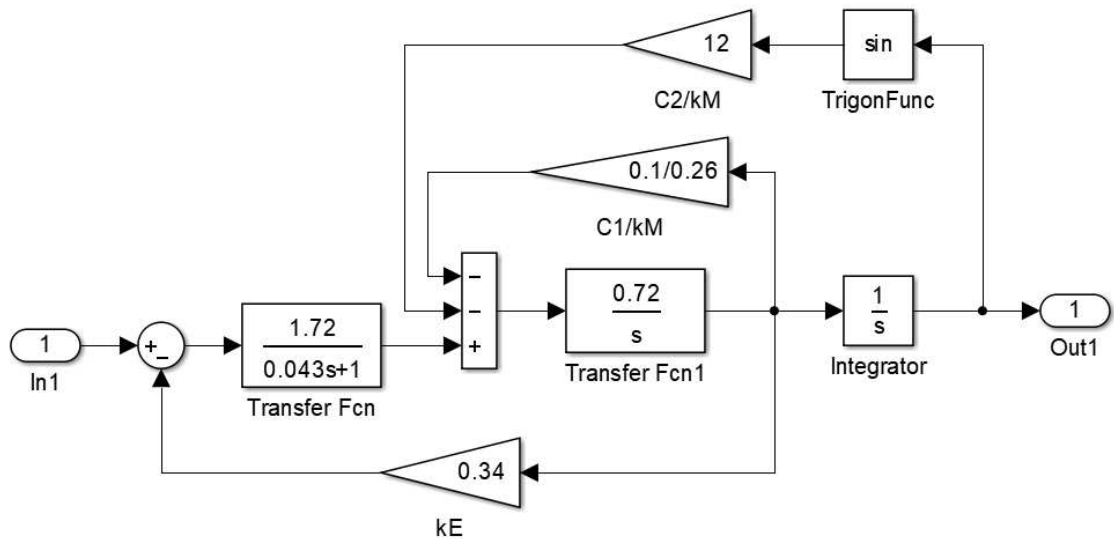 12
C2/kM
sin
TrigonFunc
0.1/0.26
C1/kM
1
In1
+
−
1.72
0.043s+1
Transfer Fcn
−
−
+
0.72
s
Transfer Fcn1
1
s
Integrator
1
Out1
0.34
kE